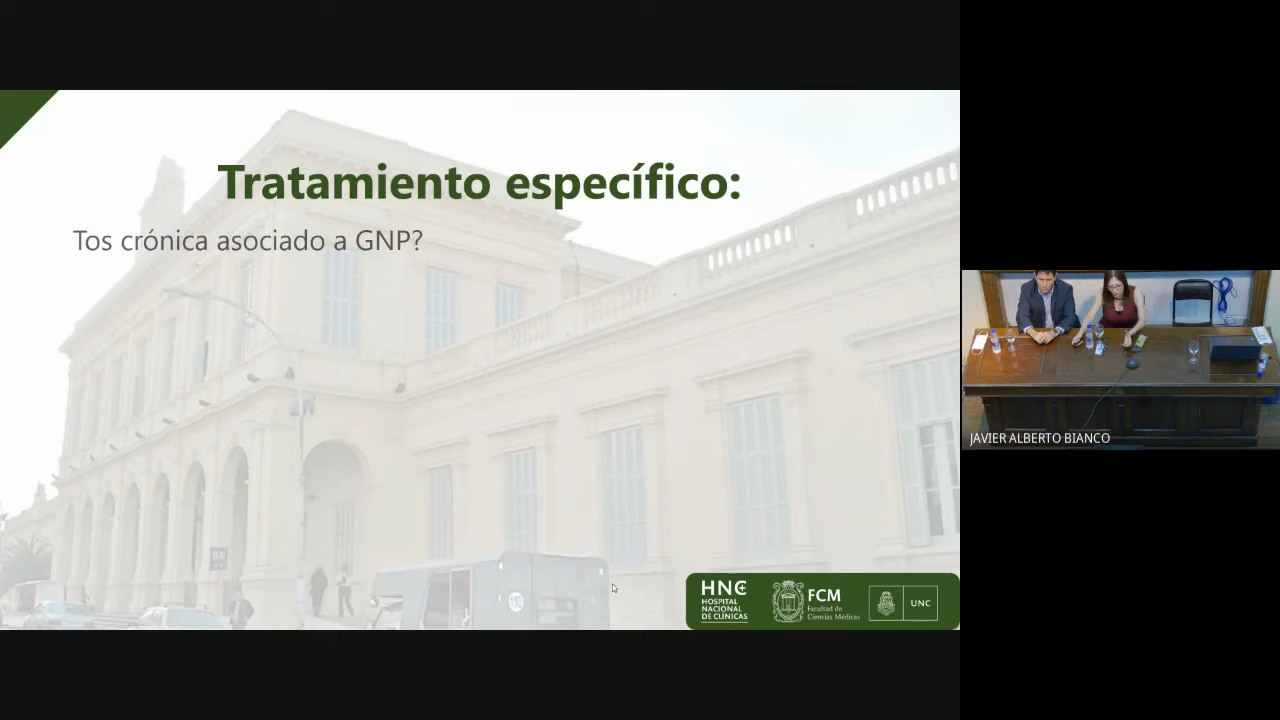 Tratamiento específico:
Tos crónica asociado a GNP?
HNC
HOSPITAL
NACIONAL
DE CLÍNICAS
FCM
Facultad de
Ciencias Médicas
UNC
JAVIER ALBERTO BIANCO